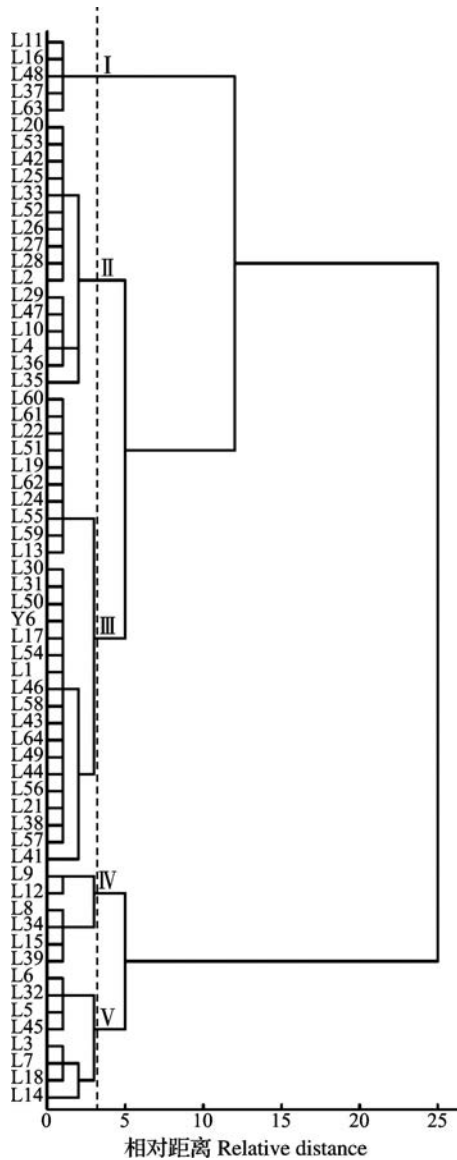 L11
L16
L48 Ⅰ
L37
L63
L20
L53
L42
L25
L33
L52
L26
L27
L28 Ⅱ
L2
L29
L47
L10
L4
L36
L35
L60
L61
L22
L51
L19
L62
L24
L55
L59
L13
L30
L31
L50
Y6 Ⅲ
L17
L54
L1
L46
L58
L43
L64
L49
L44
L56
L21
L38
L57
L41
L9 Ⅳ
L12
L8
L34
L15
L39
L6
L32
L5 Ⅴ
L45
L3
L7
L18
L14
0 5 10 15 20 25
相对距离 Relative distance